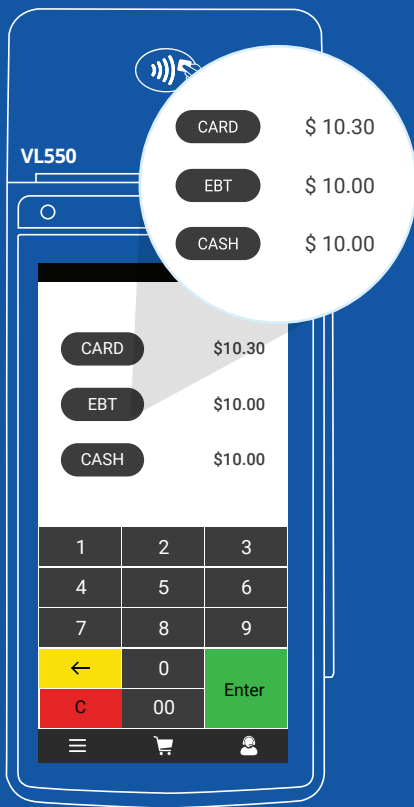 VL550
CARD $ 10.30
EBT $ 10.00
CASH $ 10.00
CARD $10.30
EBT $10.00
CASH $10.00
1 2 3
4 5 6
7 8 9
← 0 Enter
C 00